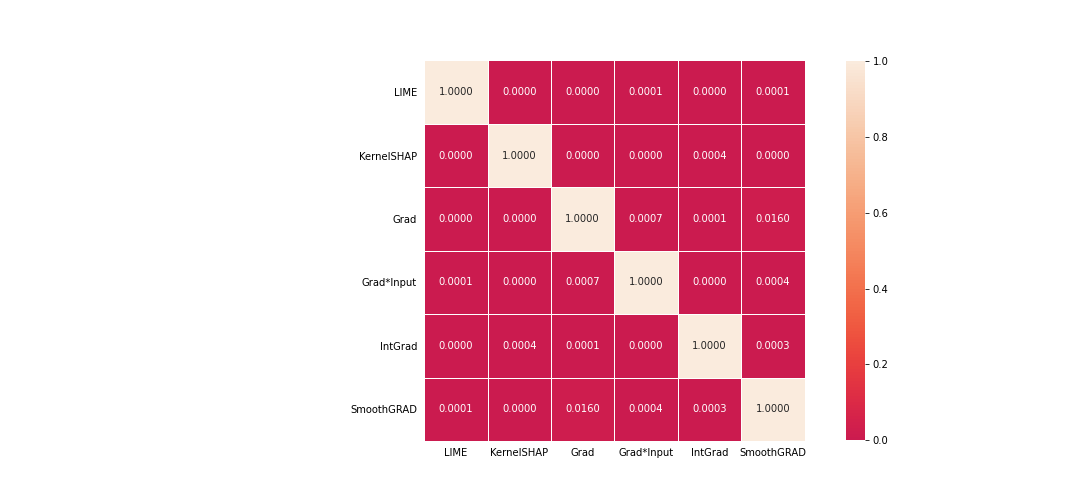 LIME 1.0000 0.0000 0.0000 0.0001 0.0000 0.0001
KernelSHAP 0.0000 1.0000 0.0000 0.0000 0.0004 0.0000
Grad 0.0000 0.0000 1.0000 0.0007 0.0001 0.0160
Grad*Input 0.0001 0.0000 0.0007 1.0000 0.0000 0.0004
IntGrad 0.0000 0.0004 0.0001 0.0000 1.0000 0.0003
SmoothGRAD 0.0001 0.0000 0.0160 0.0004 0.0003 1.0000
LIME KernelSHAP Grad Grad*Input IntGrad SmoothGRAD
1.0
0.8
0.6
0.4
0.2
0.0